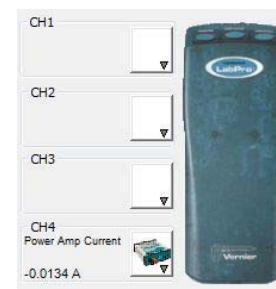 CH1
LabPro
CH2
CH3
CH4
Power Amp Current
-0.0134 A
Vernier